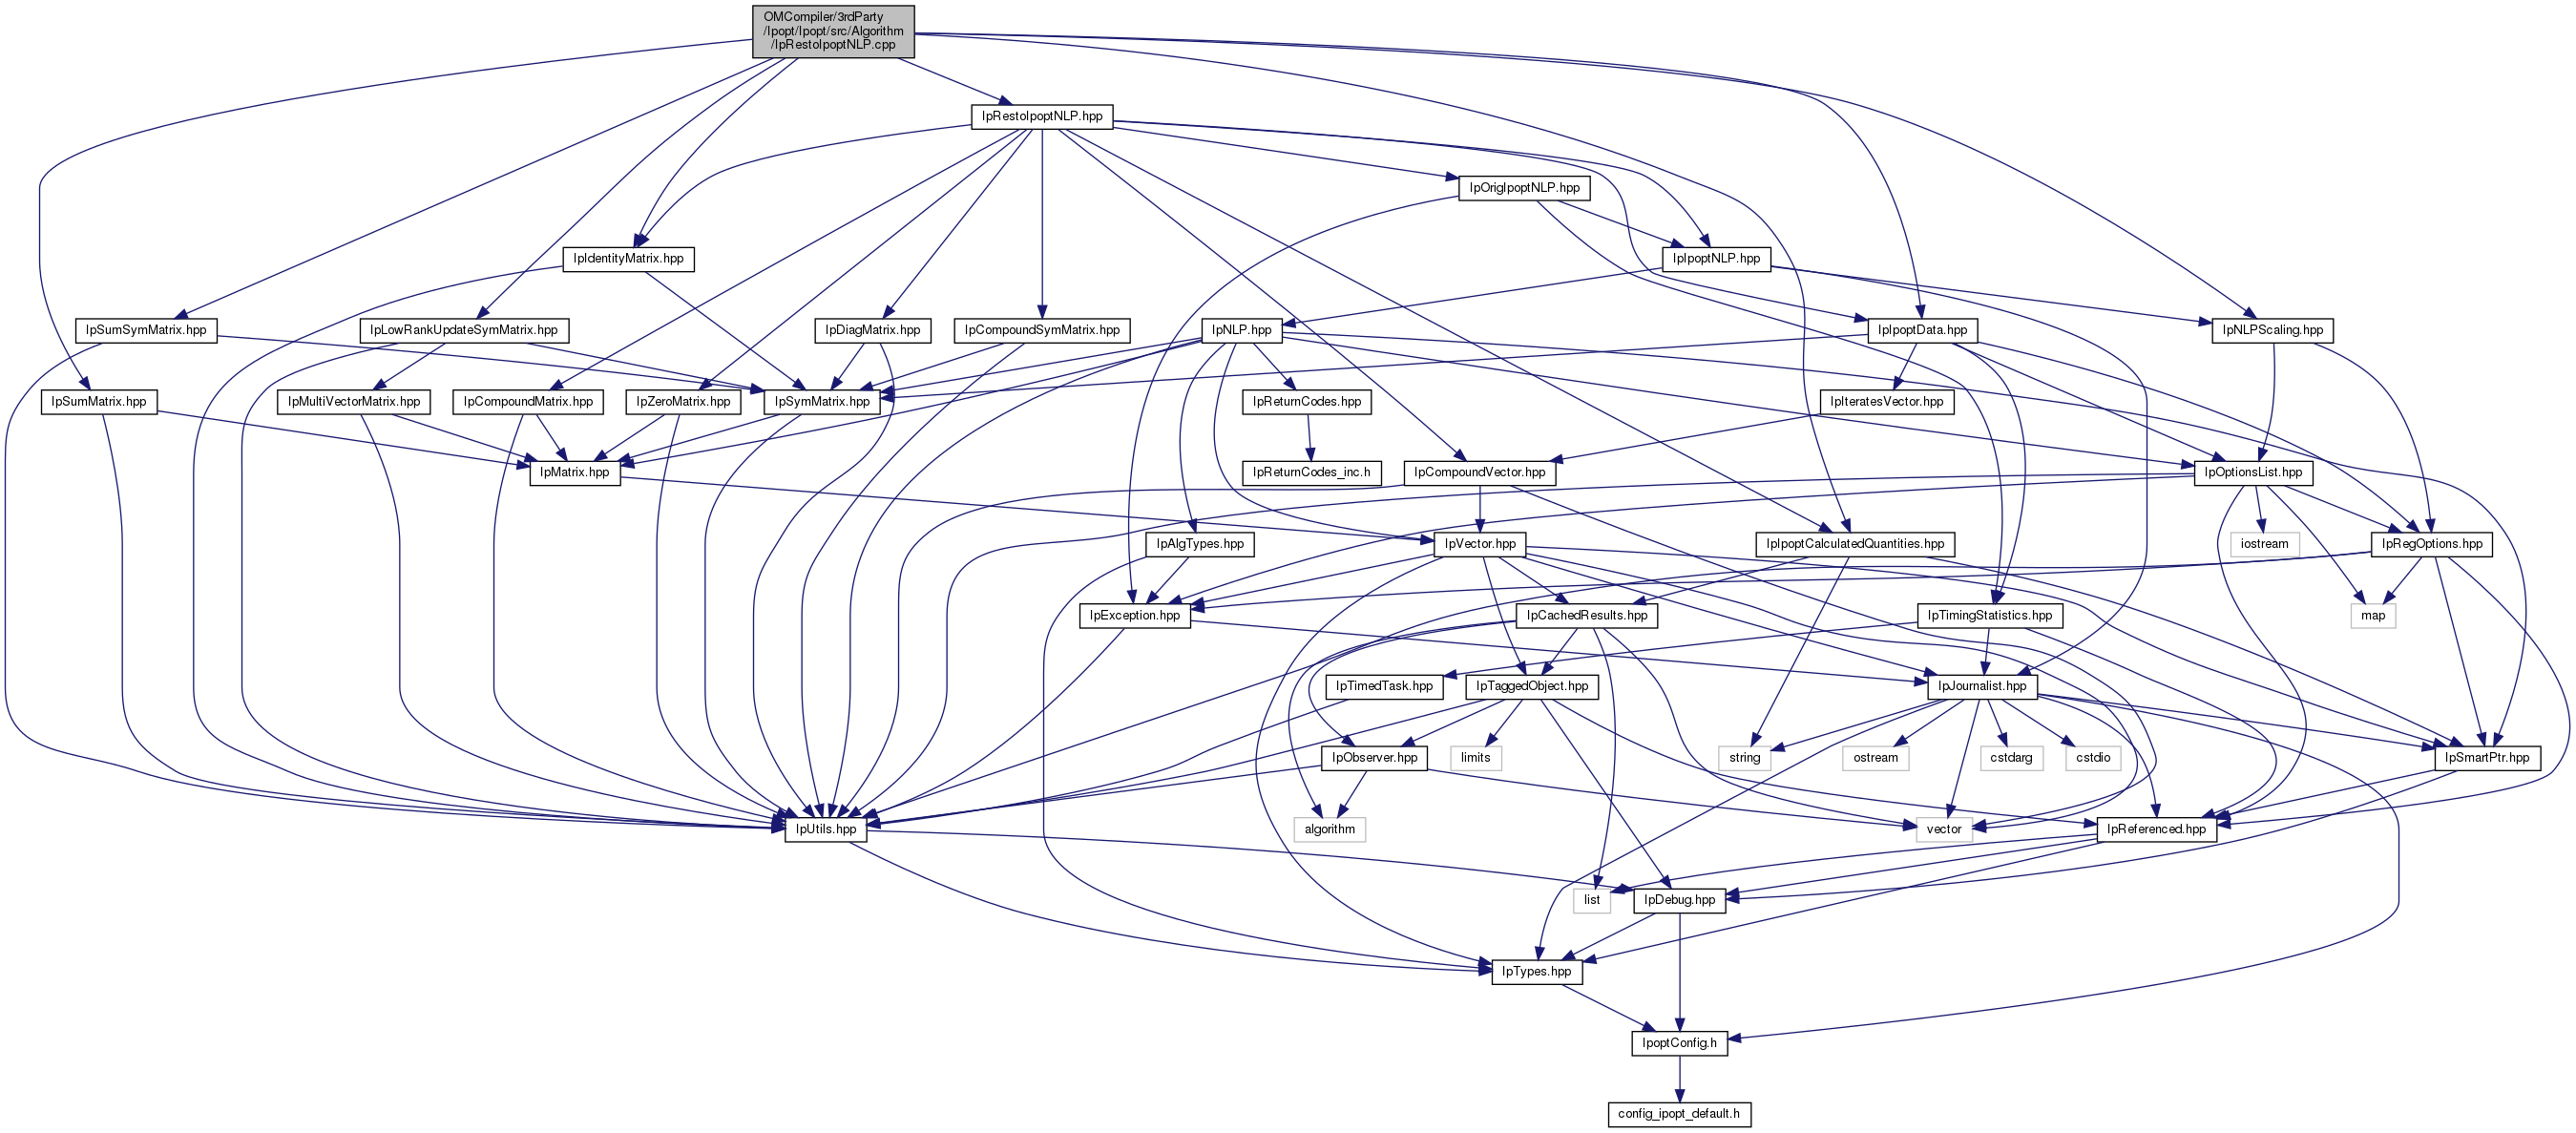 OMCompiler/3rdParty
/Ipopt/Ipopt/src/Algorithm
/IpRestoIpoptNLP.cpp
IpRestoIpoptNLP.hpp
IpOrigIpoptNLP.hpp
IpIdentityMatrix.hpp
IpIpoptNLP.hpp
IpSumSymMatrix.hpp
IpLowRankUpdateSymMatrix.hpp
IpDiagMatrix.hpp
IpCompoundSymMatrix.hpp
IpNLP.hpp
IpIpoptData.hpp
IpNLPScaling.hpp
IpSumMatrix.hpp
IpMultiVectorMatrix.hpp
IpCompoundMatrix.hpp
IpZeroMatrix.hpp
IpSymMatrix.hpp
IpReturnCodes.hpp
IpIteratesVector.hpp
IpMatrix.hpp
IpCompoundVector.hpp
IpReturnCodes_inc.h
IpOptionsList.hpp
IpAlgTypes.hpp
IpVector.hpp
IpIpoptCalculatedQuantities.hpp
iostream
IpRegOptions.hpp
IpException.hpp
IpCachedResults.hpp
IpTimingStatistics.hpp
map
IpTimedTask.hpp
IpTaggedObject.hpp
IpJournalist.hpp
IpObserver.hpp
limits
string
ostream
cstdarg
cstdio
IpSmartPtr.hpp
IpUtils.hpp
algorithm
vector
IpReferenced.hpp
list
IpDebug.hpp
IpTypes.hpp
IpoptConfig.h
config_ipopt_default.h